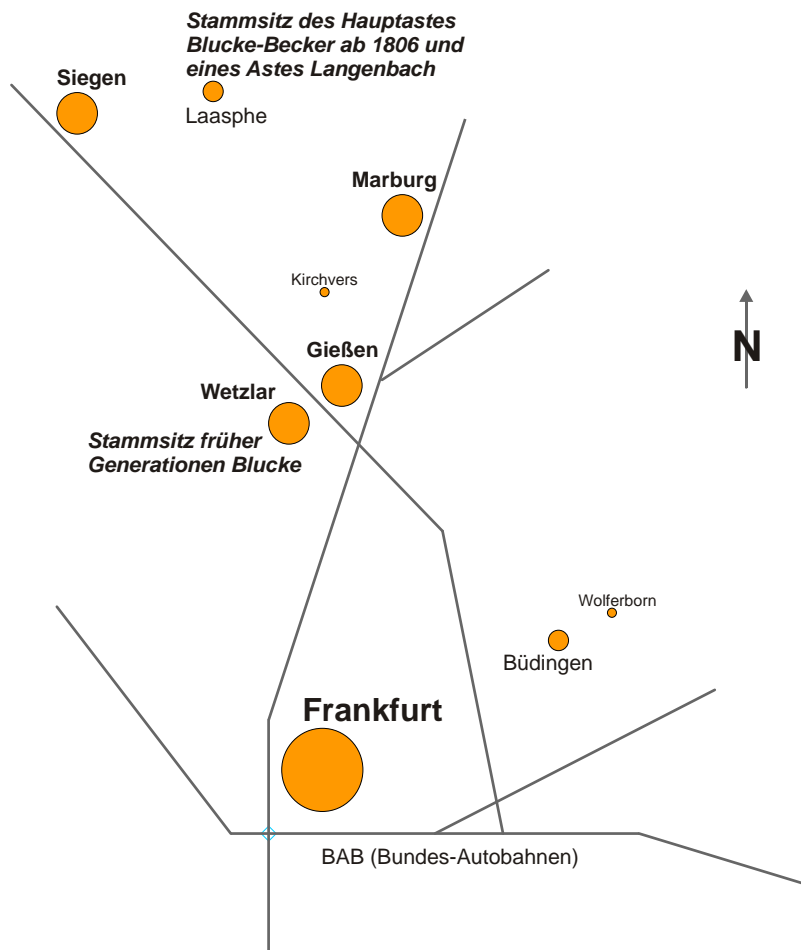 Stammsitz des Hauptastes
Blucke-Becker ab 1806 und
eines Astes Langenbach
Siegen
Laasphe
Marburg
Kirchvers
N
Gießen
Wetzlar
Stammsitz früher
Generationen Blucke
Wolferborn
Büdingen
Frankfurt
BAB (Bundes-Autobahnen)